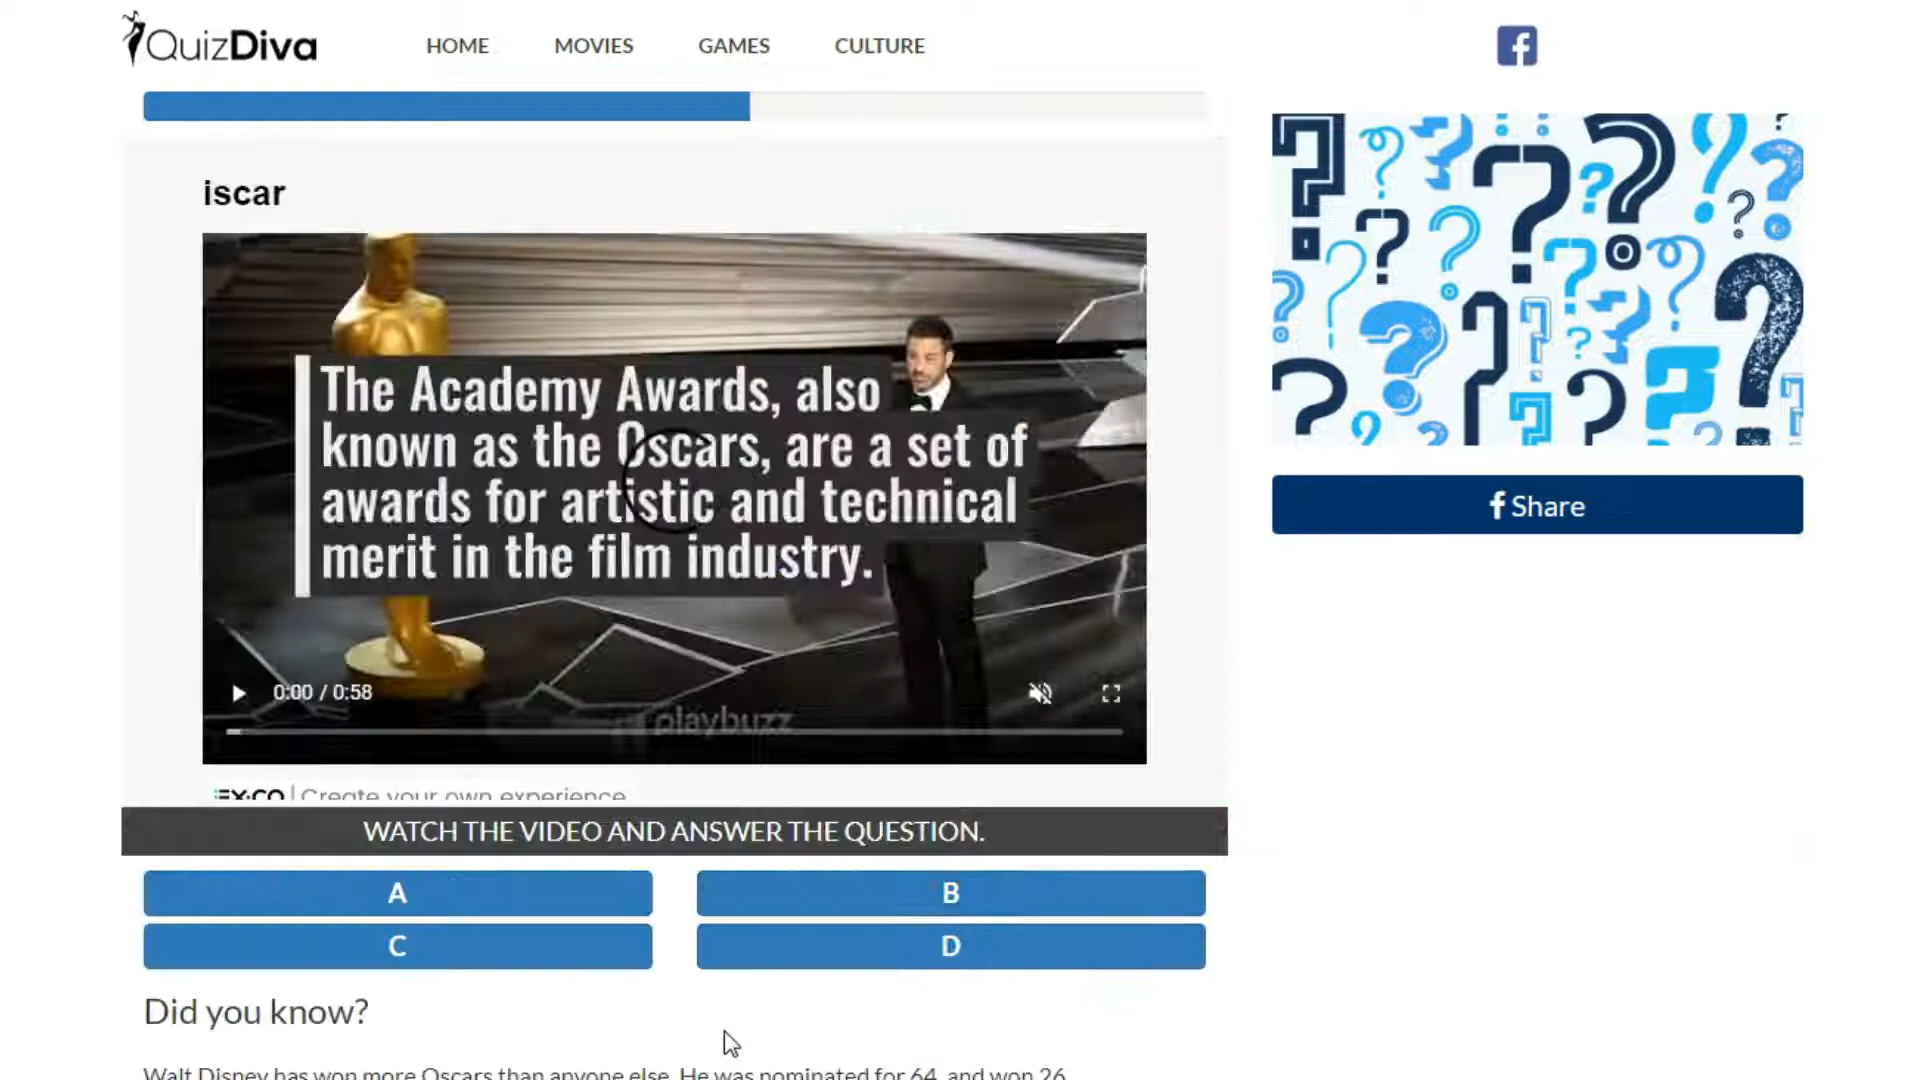 QuizDiva
HOME MOVIES GAMES CULTURE
iscar
The Academy Awards, also
known as the Oscars, are a set of
awards for artistic and technical
merit in the film industry.
0:00 / 0:58
playbuzz
EX·CO | Create your own experience
WATCH THE VIDEO AND ANSWER THE QUESTION.
A B
C D
Did you know?
Walt Disney has won more Oscars than anyone else. He was nominated for 64, and won 26
f Share